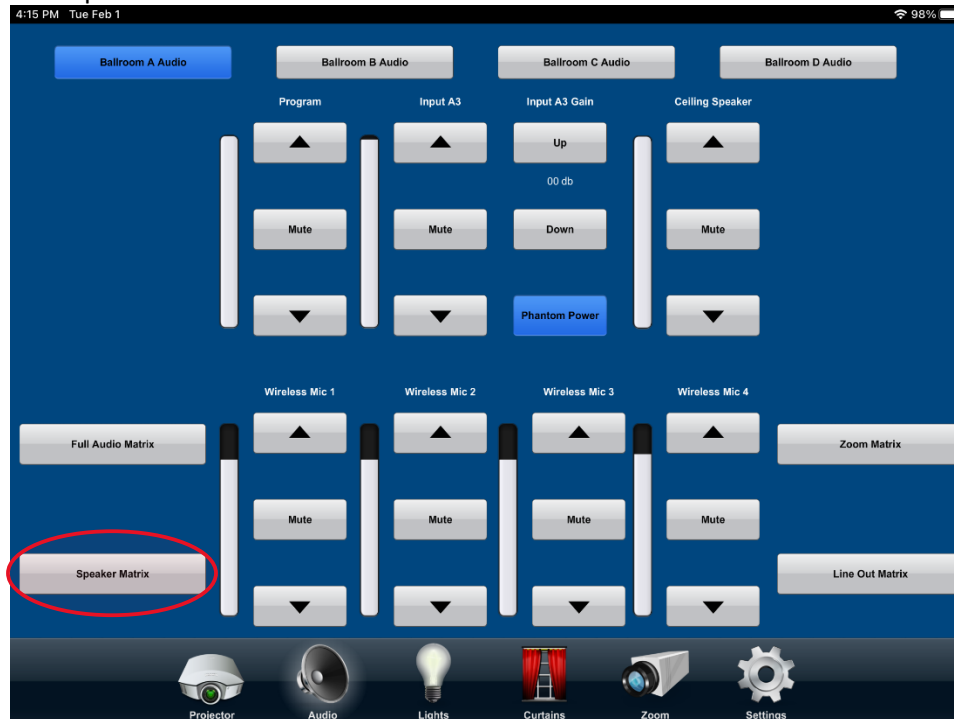 4:15 PM Tue Feb 1 98%
Ballroom A Audio Ballroom B Audio Ballroom C Audio Ballroom D Audio
Program Input A3 Input A3 Gain Ceiling Speaker
Up
00 db
Mute Mute Down Mute
Phantom Power
Wireless Mic 1 Wireless Mic 2 Wireless Mic 3 Wireless Mic 4
Full Audio Matrix Zoom Matrix
Mute Mute Mute Mute
Speaker Matrix Line Out Matrix
Projector Audio Lights Curtains Zoom Settings